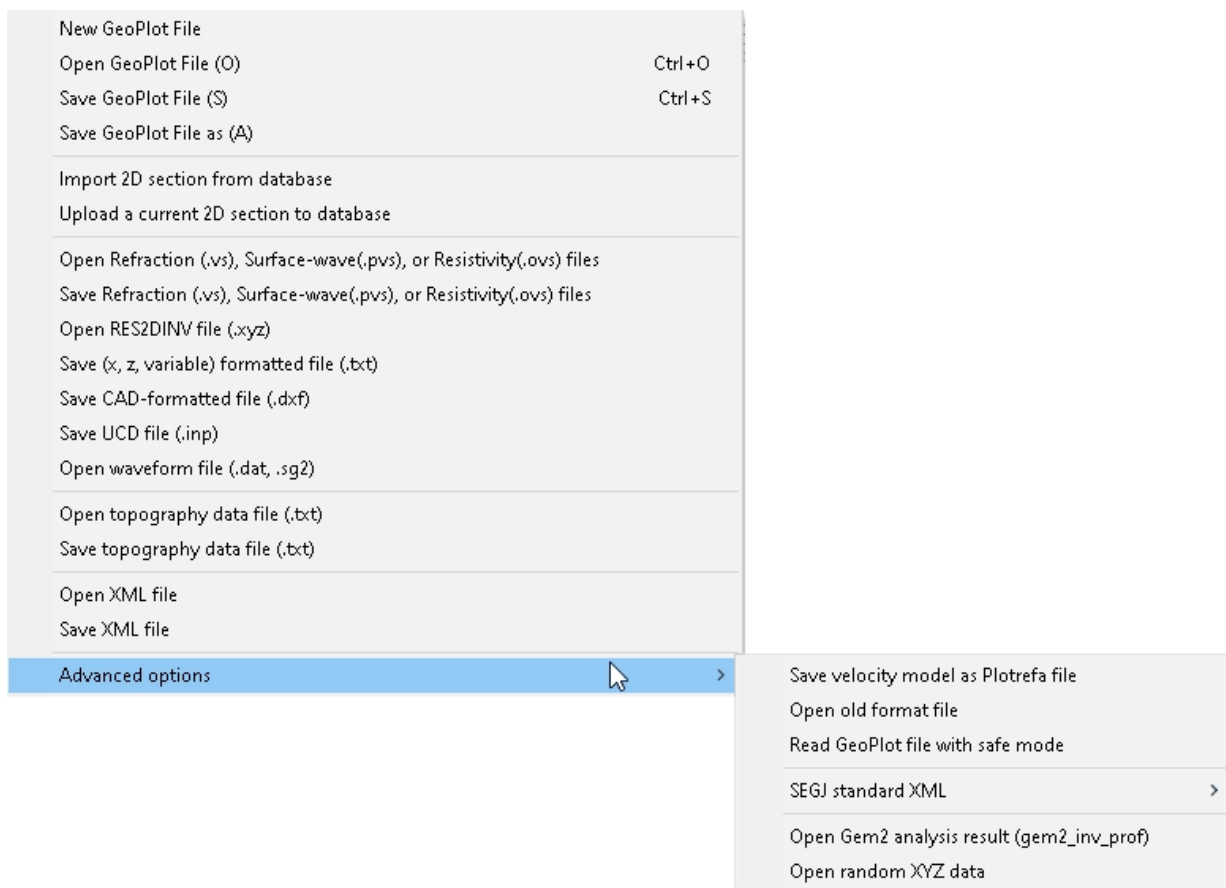 New GeoPlot File
Open GeoPlot File (O) Ctrl+O
Save GeoPlot File (S) Ctrl+S
Save GeoPlot File as (A)
Import 2D section from database
Upload a current 2D section to database
Open Refraction (.vs), Surface-wave(.pvs), or Resistivity(.ovs) files
Save Refraction (.vs), Surface-wave(.pvs), or Resistivity(.ovs) files
Open RES2DINV file (.xyz)
Save (x, z, variable) formatted file (.txt)
Save CAD-formatted file (.dxf)
Save UCD file (.inp)
Open waveform file (.dat, .sg2)
Open topography data file (.txt)
Save topography data file (.txt)
Open XML file
Save XML file
Advanced options
Save velocity model as Plotrefa file
Open old format file
Read GeoPlot file with safe mode
SEGJ standard XML
Open Gem2 analysis result (gem2_inv_prof)
Open random XYZ data